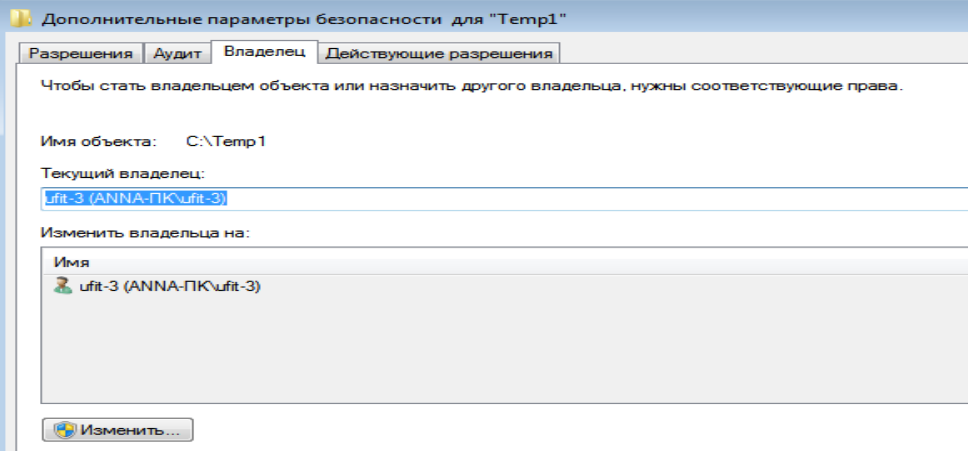 Дополнительные параметры безопасности для "Temp1"
Разрешения Аудит Владелец Действующие разрешения
Чтобы стать владельцем объекта или назначить другого владельца, нужны соответствующие права.
Имя объекта: C:\Temp1
Текущий владелец:
ufit-3 (ANNA-ПК\ufit-3)
Изменить владельца на:
Имя
ufit-3 (ANNA-ПК\ufit-3)
Изменить...